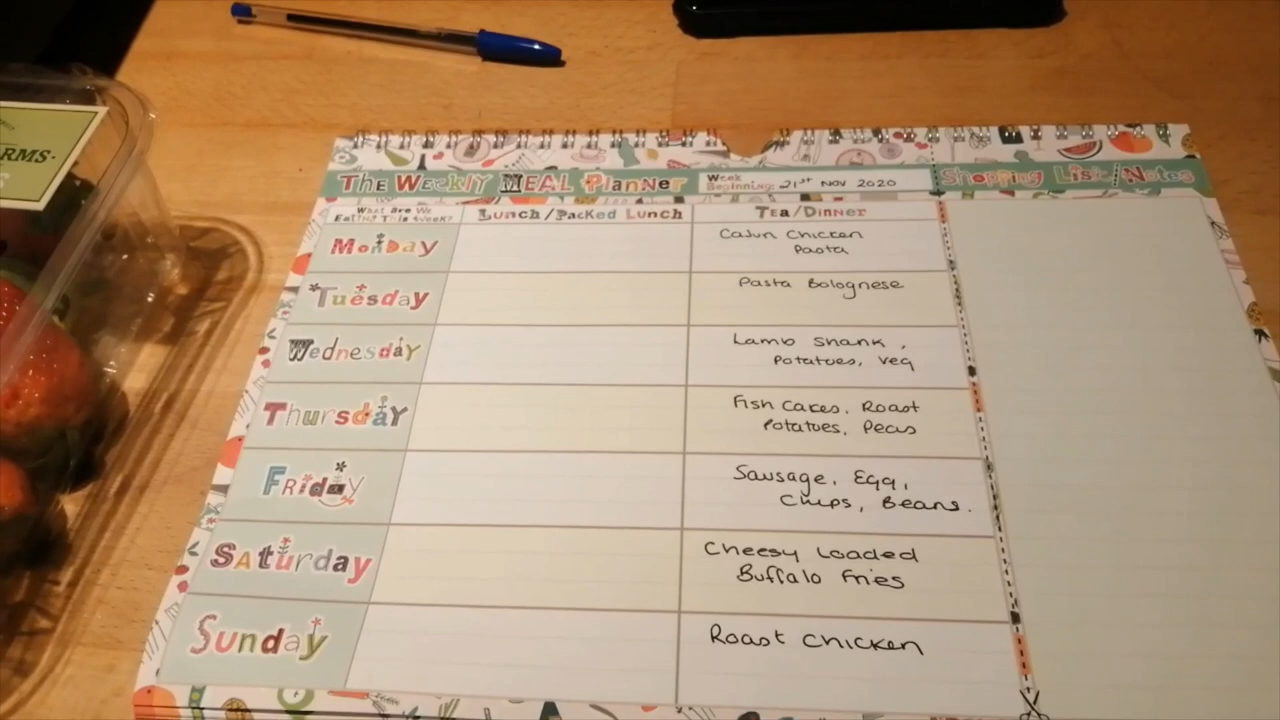 RMS.
S
The Weekly Meal Planner
Week Beginning: 21st Nov 2020
Shopping List/Notes
What Are We Eating This Week?
Lunch/Packed Lunch
Tea/Dinner
Monday
Cajun Chicken
Pasta
Tuesday
Pasta Bolognese
Wednesday
Lamb Shank,
Potatoes, Veg
Thursday
Fish Cakes, Roast
Potatoes, Peas
Friday
Sausage, Egg,
Chips, Beans.
Saturday
Cheesy Loaded
Buffalo Fries
Sunday
Roast Chicken